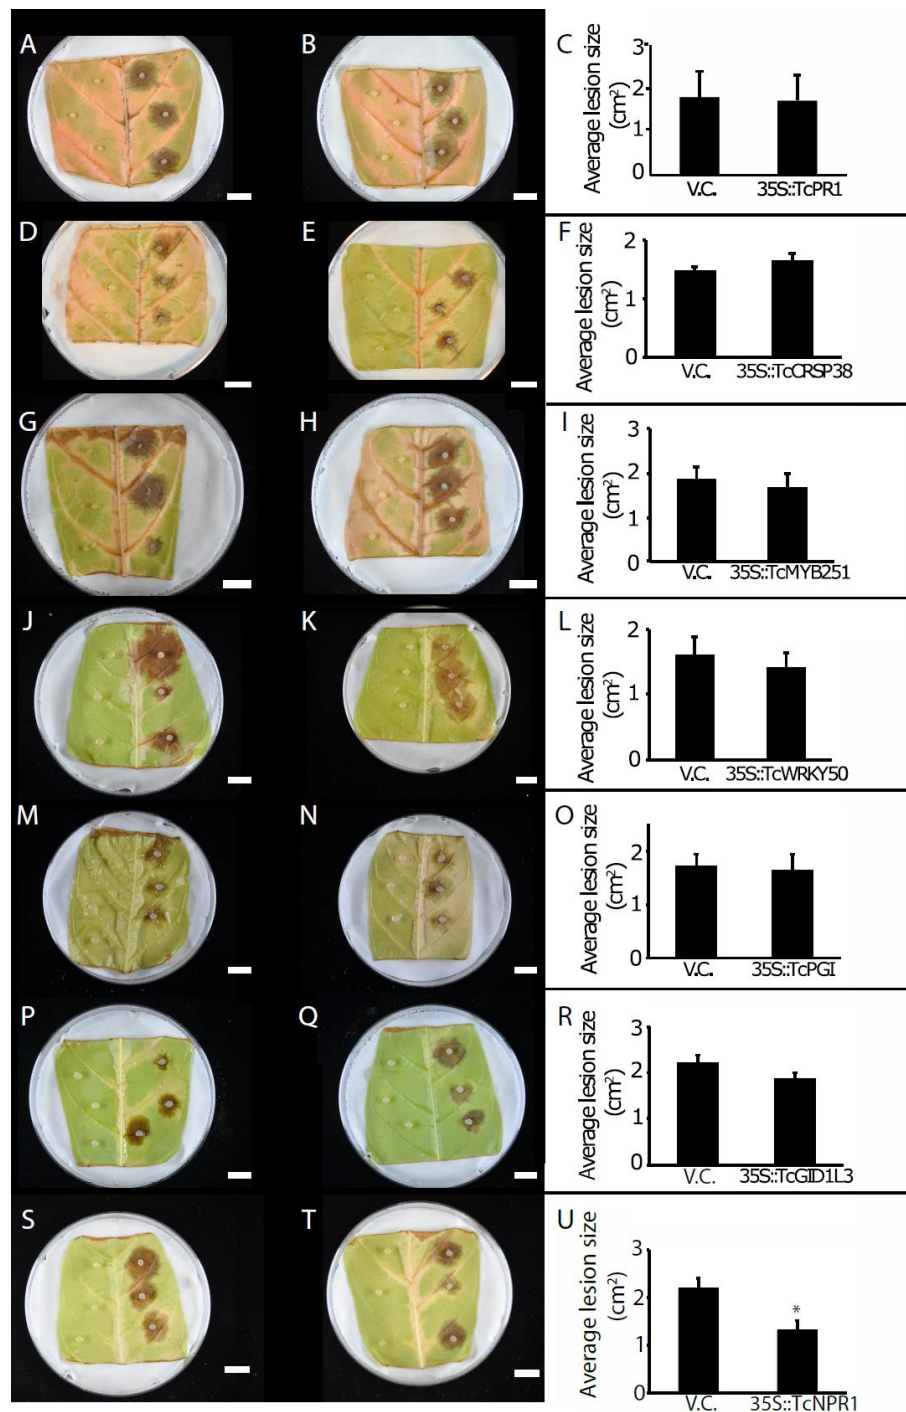 A
B
C
Average lesion size
(cm²)
3
2
1
0
V.C.
35S::TcPR1
D
E
F
Average lesion size
(cm²)
2
1
0
V.C.
35S::TcCRSP38
G
H
I
Average lesion size
(cm²)
3
2
1
0
V.C.
35S::TcMYB251
J
K
L
Average lesion size
(cm²)
2
1
0
V.C.
35S::TcWRKY50
M
N
O
Average lesion size
(cm²)
2
1
0
V.C.
35S::TcPGI
P
Q
R
Average lesion size
(cm²)
3
2
1
0
V.C.
35S::TcGID1L3
S
T
U
Average lesion size
(cm²)
3
2
1
0
*
V.C.
35S::TcNPR1